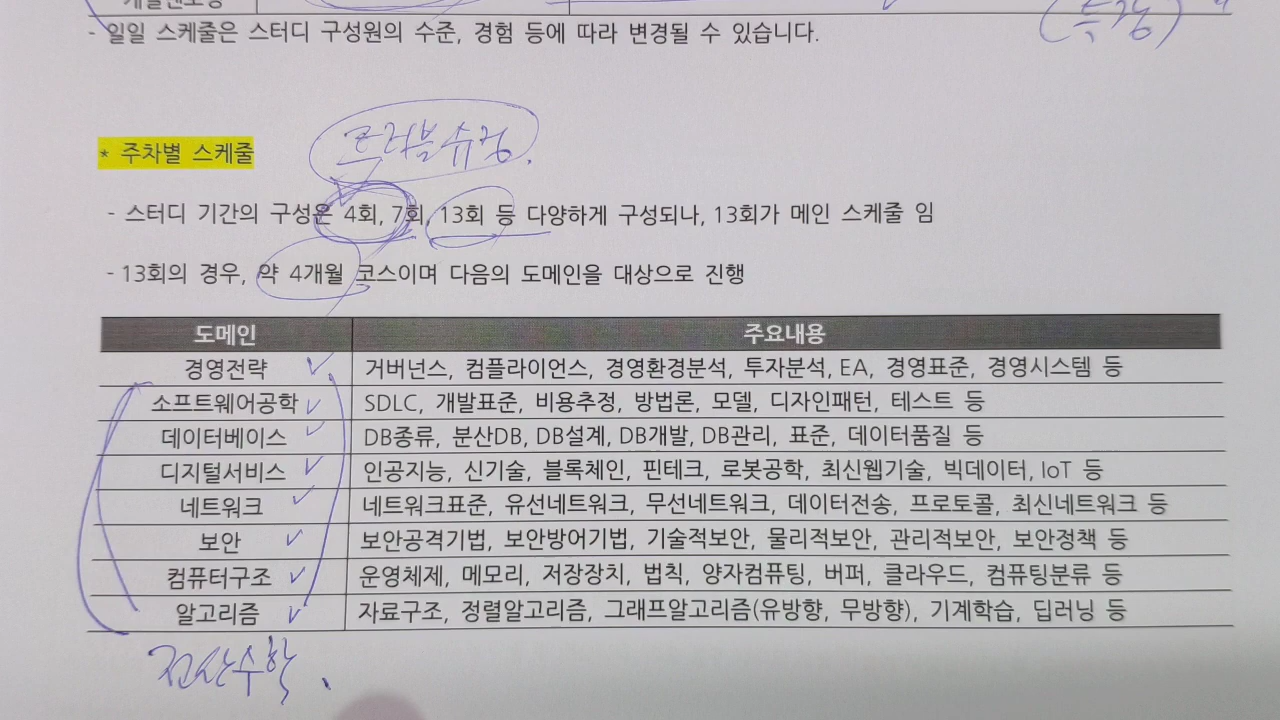 - 일일 스케줄은 스터디 구성원의 수준, 경험 등에 따라 변경될 수 있습니다.
트러블슈팅.
* 주차별 스케줄
- 스터디 기간의 구성은 4회, 7회, 13회 등 다양하게 구성되나, 13회가 메인 스케줄 임
- 13회의 경우, 약 4개월 코스이며 다음의 도메인을 대상으로 진행
도메인 주요내용
경영전략 거버넌스, 컴플라이언스, 경영환경분석, 투자분석, EA, 경영표준, 경영시스템 등
소프트웨어공학 SDLC, 개발표준, 비용추정, 방법론, 모델, 디자인패턴, 테스트 등
데이터베이스 DB종류, 분산DB, DB설계, DB개발, DB관리, 표준, 데이터품질 등
디지털서비스 인공지능, 신기술, 블록체인, 핀테크, 로봇공학, 최신웹기술, 빅데이터, IoT 등
네트워크 네트워크표준, 유선네트워크, 무선네트워크, 데이터전송, 프로토콜, 최신네트워크 등
보안 보안공격기법, 보안방어기법, 기술적보안, 물리적보안, 관리적보안, 보안정책 등
컴퓨터구조 운영체제, 메모리, 저장장치, 법칙, 양자컴퓨팅, 버퍼, 클라우드, 컴퓨팅분류 등
알고리즘 자료구조, 정렬알고리즘, 그래프알고리즘(유방향, 무방향), 기계학습, 딥러닝 등
전산수학.